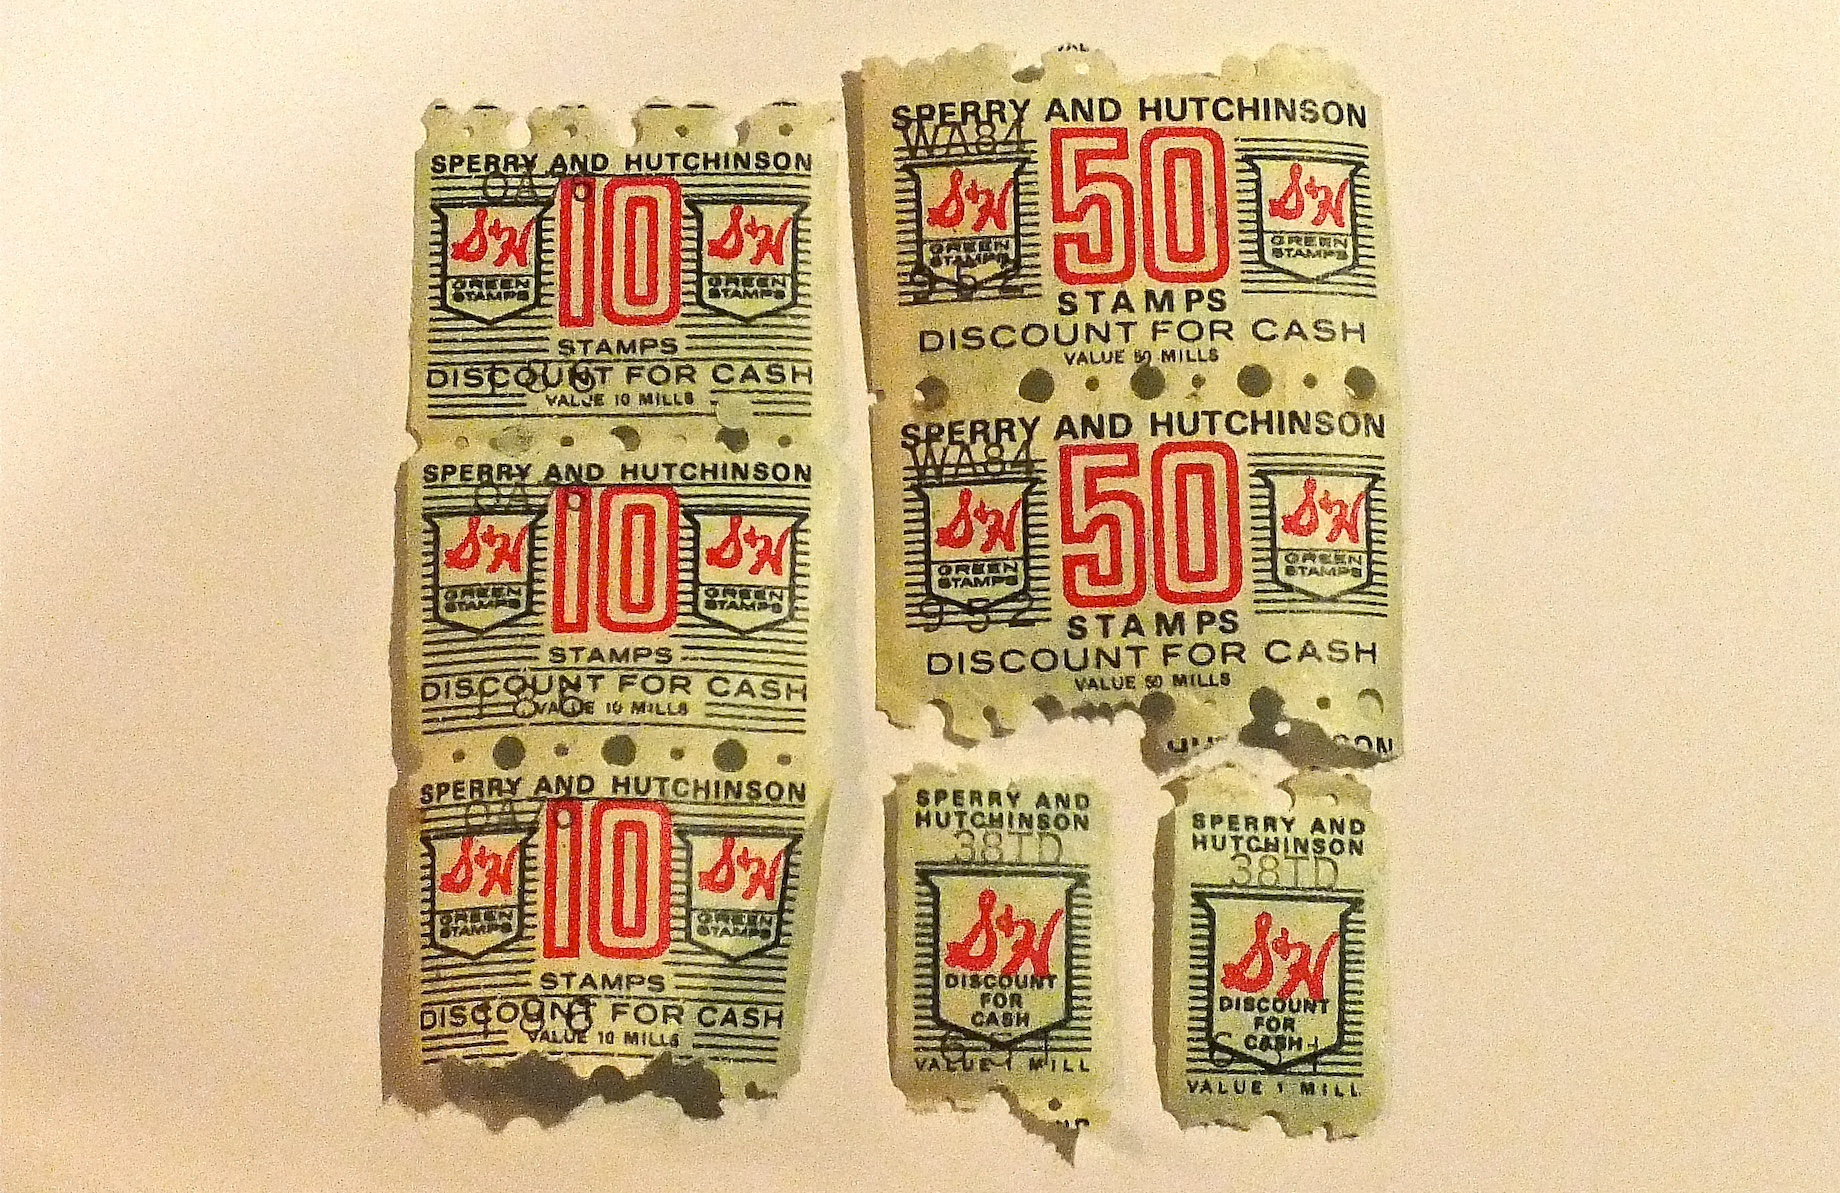 SPERRY AND HUTCHINSON
S&H
GREEN
STAMPS
10
S&H
GREEN
STAMPS
STAMPS
DISCOUNT FOR CASH
VALUE 10 MILLS
SPERRY AND HUTCHINSON
S&H
GREEN
STAMPS
10
S&H
GREEN
STAMPS
STAMPS
DISCOUNT FOR CASH
VALUE 10 MILLS
SPERRY AND HUTCHINSON
S&H
GREEN
STAMPS
10
S&H
GREEN
STAMPS
STAMPS
DISCOUNT FOR CASH
VALUE 10 MILLS
SPERRY AND HUTCHINSON
WA84
S&H
GREEN
STAMPS
952
50
S&H
GREEN
STAMPS
STAMPS
DISCOUNT FOR CASH
VALUE 50 MILLS
SPERRY AND HUTCHINSON
WA84
S&H
GREEN
STAMPS
952
50
S&H
GREEN
STAMPS
STAMPS
DISCOUNT FOR CASH
VALUE 50 MILLS
SPERRY AND
HUTCHINSON
38TD
S&H
DISCOUNT
FOR
CASH
VALUE 1 MILL
SPERRY AND
HUTCHINSON
38TD
S&H
DISCOUNT
FOR
CASH
VALUE 1 MILL